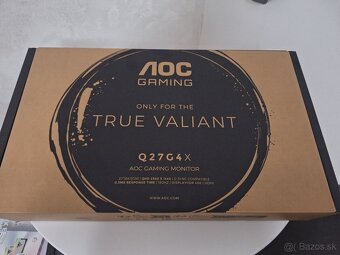 AOC
GAMING
ONLY FOR THE
TRUE VALIANT
Q27G4X
AOC GAMING MONITOR
WWW.AOC.COM
Bazos.sk